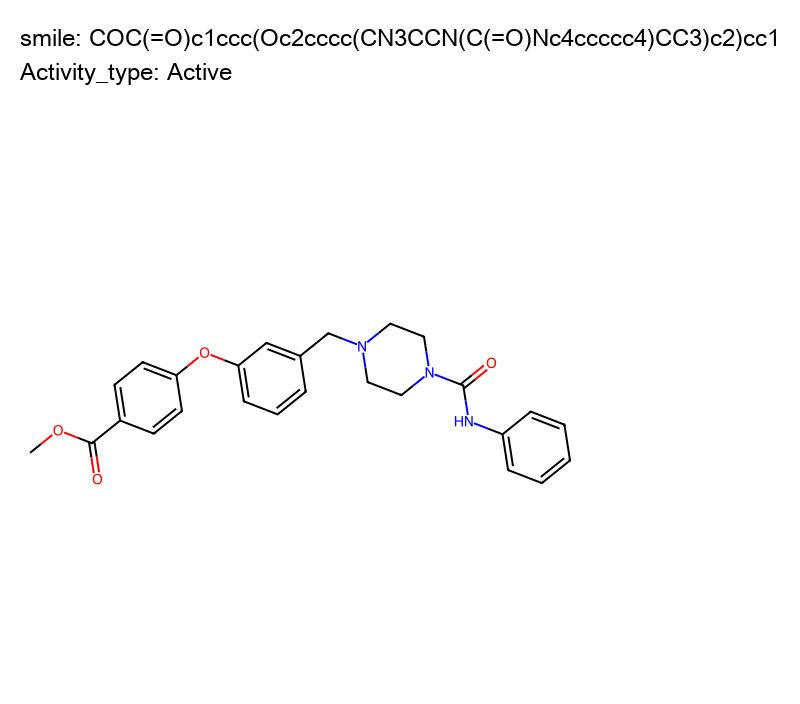 smile: COC(=O)c1ccc(Oc2cccc(CN3CCN(C(=O)Nc4ccccc4)CC3)c2)cc1
Activity_type: Active
O
N
O
N
O
HN
O